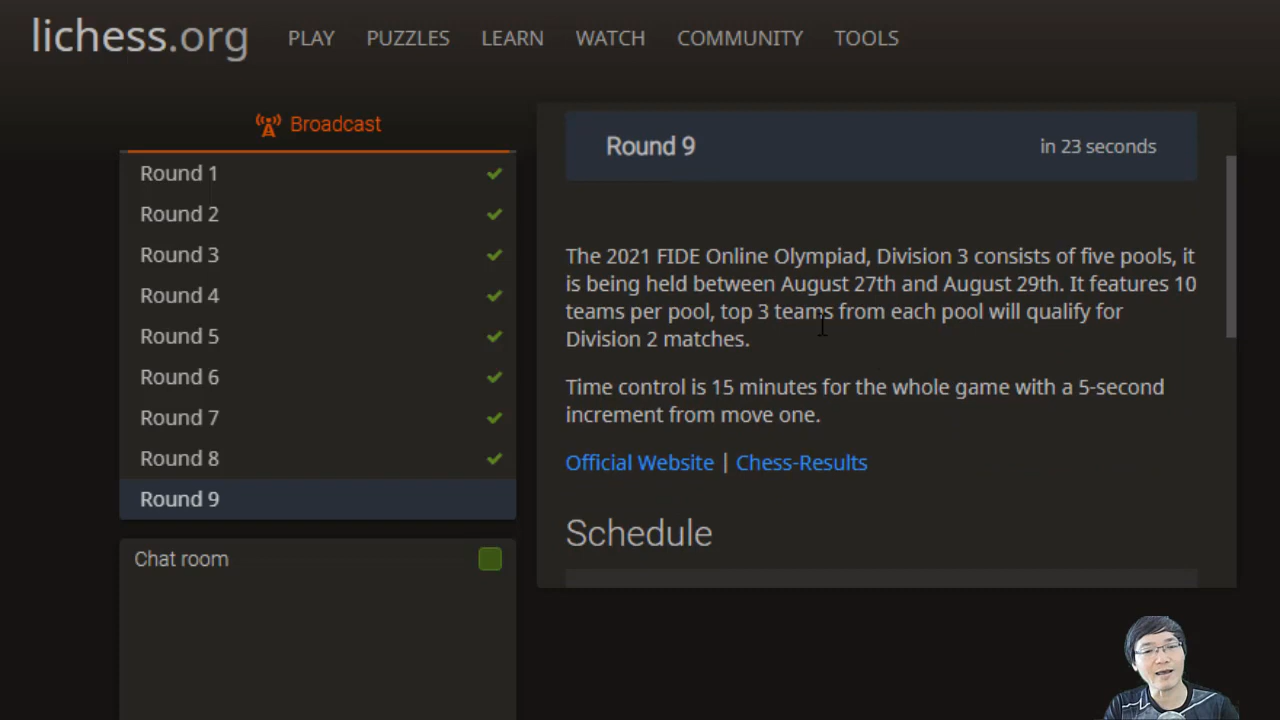 lichess.org PLAY PUZZLES LEARN WATCH COMMUNITY TOOLS
Broadcast
Round 1
Round 2
Round 3
Round 4
Round 5
Round 6
Round 7
Round 8
Round 9
Chat room
Round 9 in 23 seconds
The 2021 FIDE Online Olympiad, Division 3 consists of five pools, it
is being held between August 27th and August 29th. It features 10
teams per pool, top 3 teams from each pool will qualify for
Division 2 matches.
Time control is 15 minutes for the whole game with a 5-second
increment from move one.
Official Website | Chess-Results
Schedule